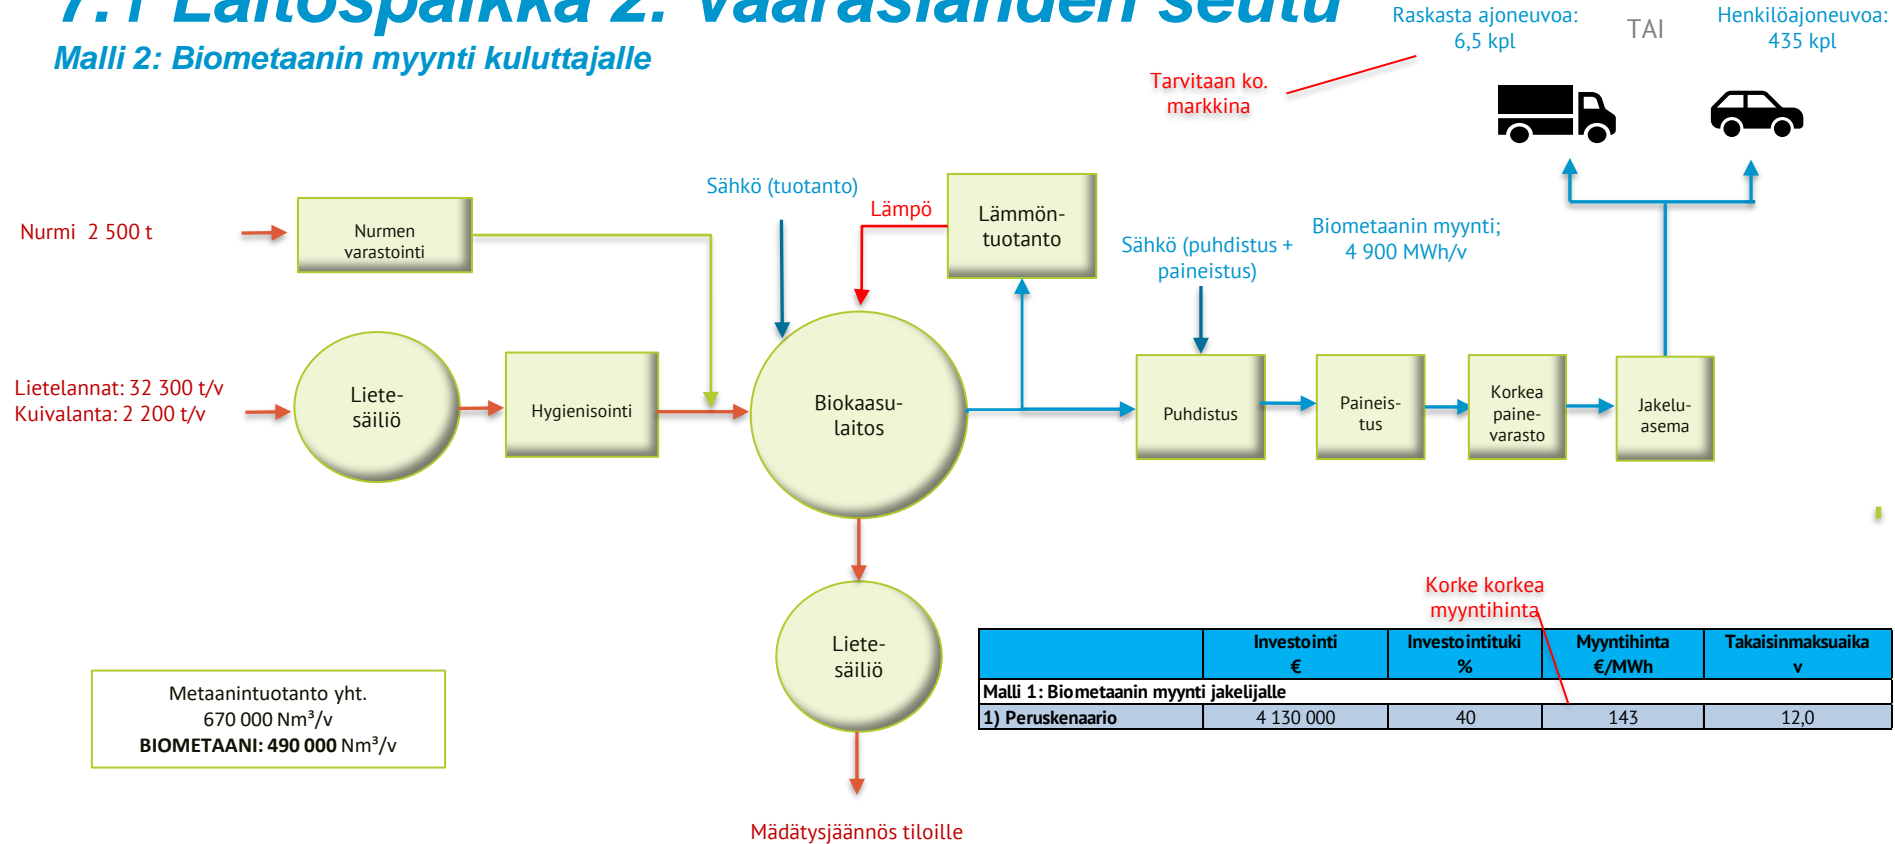 7.1 Laitospaikka 2: Vaaraslahden seutu
Malli 2: Biometaanin myynti kuluttajalle
Raskasta ajoneuvoa:
6,5 kpl
TAI
Henkilöajoneuvoa:
435 kpl
Tarvitaan ko.
markkina
Sähkö (tuotanto)
Lämpö
Lämmön-
tuotanto
Nurmi 2 500 t
Nurmen
varastointi
Sähkö (puhdistus +
paineistus)
Biometaanin myynti;
4 900 MWh/v
Lietelannat: 32 300 t/v
Kuivalanta: 2 200 t/v
Liete-
säiliö
Hygienisointi
Biokaasu-
laitos
Puhdistus
Paineis-
tus
Korkea
paine-
varasto
Jakelu-
asema
Liete-
säiliö
Korke korkea
myyntihinta
Investointi
€
Investointituki
%
Myyntihinta
€/MWh
Takaisinmaksuaika
v
Malli 1: Biometaanin myynti jakelijalle
1) Peruskenaario 4 130 000 40 143 12,0
Metaanintuotanto yht.
670 000 Nm³/v
BIOMETAANI: 490 000 Nm³/v
Mädätysjäännös tiloille